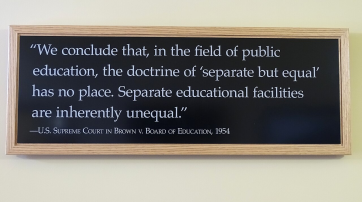 “We conclude that, in the field of public
education, the doctrine of ‘separate but equal’
has no place. Separate educational facilities
are inherently unequal.”
—U.S. Supreme Court in Brown v. Board of Education, 1954